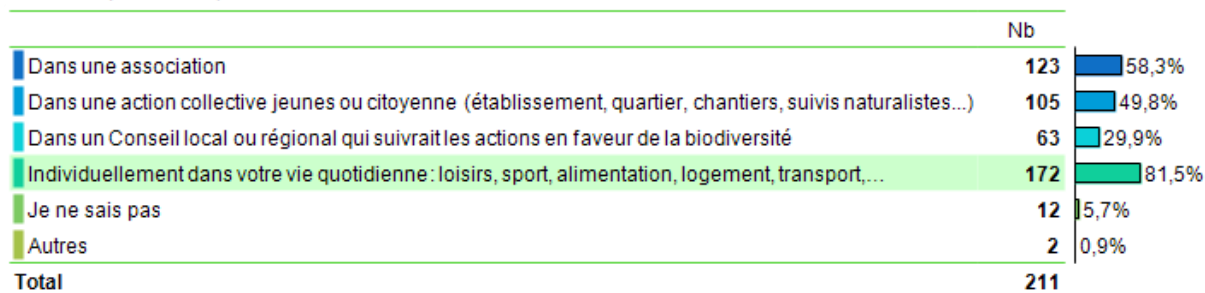 Nb
Dans une association 123 58,3%
Dans une action collective jeunes ou citoyenne (établissement, quartier, chantiers, suivis naturalistes...) 105 49,8%
Dans un Conseil local ou régional qui suivrait les actions en faveur de la biodiversité 63 29,9%
Individuellement dans votre vie quotidienne: loisirs, sport, alimentation, logement, transport,... 172 81,5%
Je ne sais pas 12 5,7%
Autres 2 0,9%
Total 211